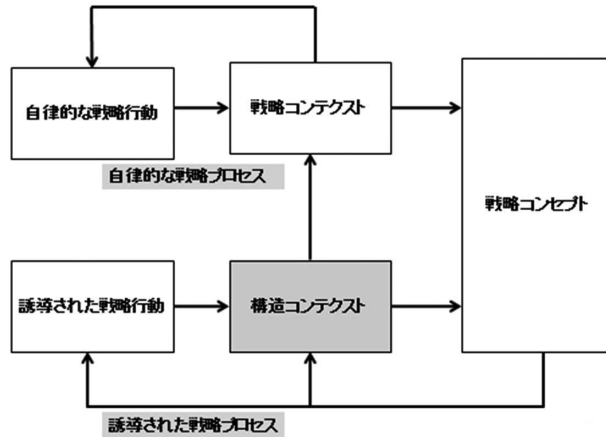 自律的な戦略行動
戦略コンテクスト
自律的な戦略プロセス
戦略コンセプト
誘導された戦略行動
構造コンテクスト
誘導された戦略プロセス